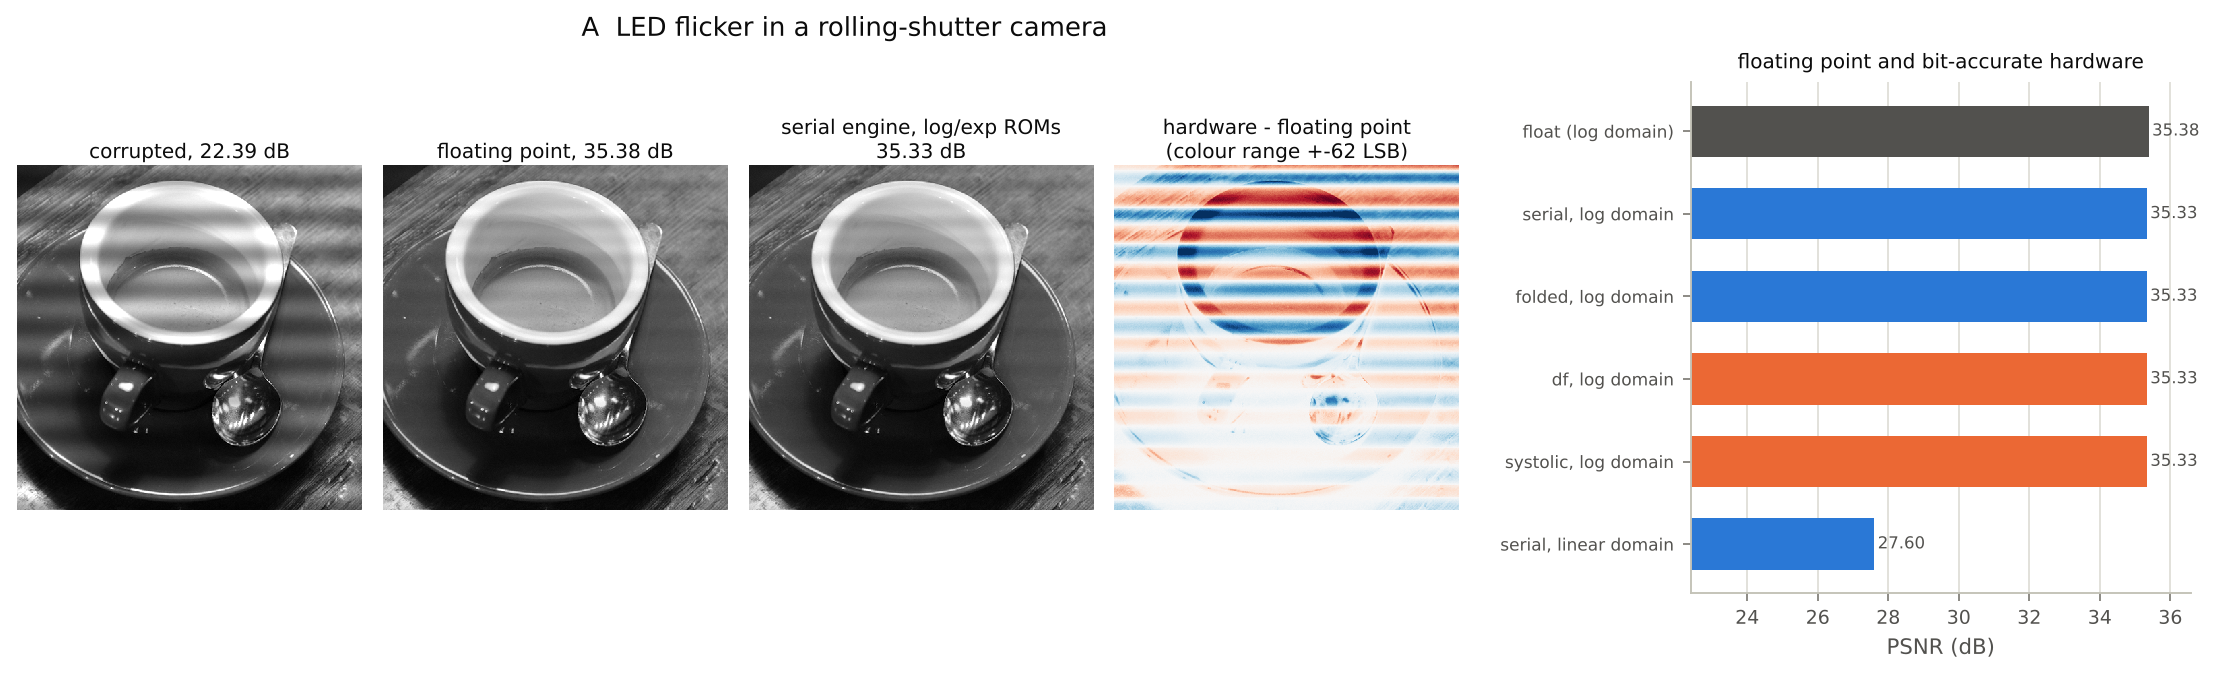 A  LED flicker in a rolling-shutter camera
corrupted, 22.39 dB
floating point, 35.38 dB
serial engine, log/exp ROMs
35.33 dB
hardware - floating point
(colour range +-62 LSB)
floating point and bit-accurate hardware
float (log domain)
35.38
serial, log domain
35.33
folded, log domain
35.33
df, log domain
35.33
systolic, log domain
35.33
serial, linear domain
27.60
24 26 28 30 32 34 36
PSNR (dB)